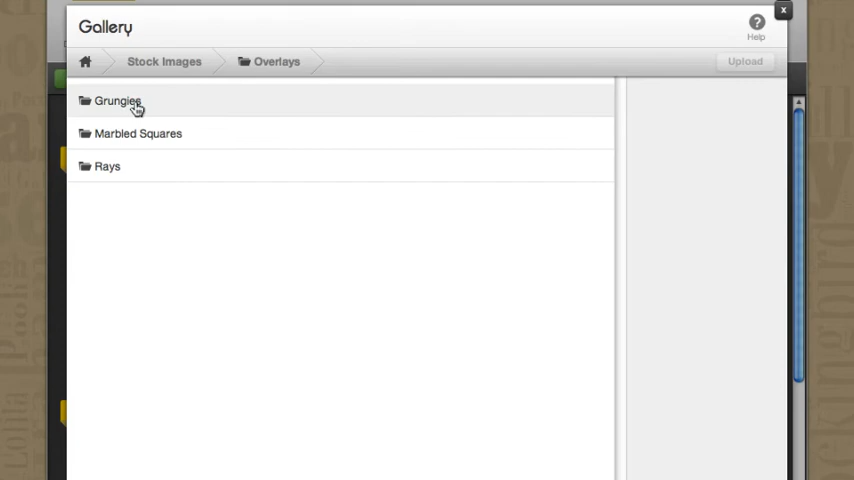 Gallery
x
Help
Stock Images Overlays
Upload
Grungies
Marbled Squares
Rays